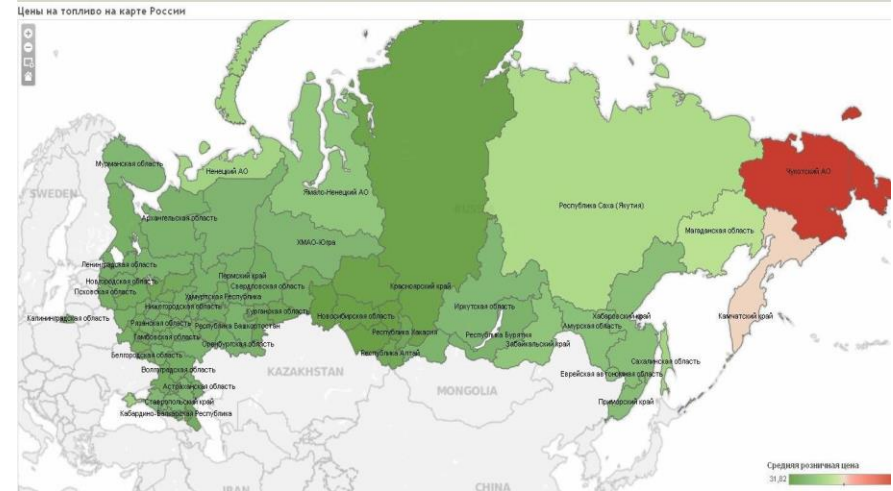 Цены на топливо на карте России
Мурманская область
SWEDEN
Ненецкий АО
Ямало-Ненецкий АО
Чукотский АО
Республика Саха (Якутия)
Архангельская область
Магаданская область
ХМАО-Югра
Ленинградская область
Новгородская область
Псковская область
Пермский край
Свердловская область
Удмуртская Республика
Красноярский край
Нижегородская область
Курганская область
Иркутская область
Калининградская область
Новосибирская область
Хабаровский край
Камчатский край
Рязанская область
Республика Башкортостан
Амурская область
Тамбовская область
Оренбургская область
Республика Хакасия
Республика Бурятия
Забайкальский край
Белгородская область
Республика Алтай
Сахалинская область
Волгоградская область
KAZAKHSTAN
Еврейская автономная область
Астраханская область
MONGOLIA
Ставропольский край
Приморский край
Кабардино-Балкарская Республика
Средняя розничная цена
31,02
IRAN
CHINA